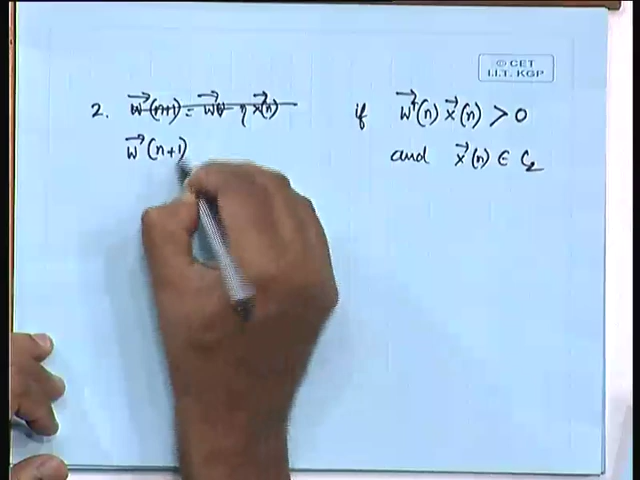 © CET
I.I.T. KGP
2. w⃗(n+1) = w⃗ η x⃗(n) if w⃗ᵀ(n) x⃗(n) > 0
w⃗(n+1) and x⃗(n) ∈ C₂